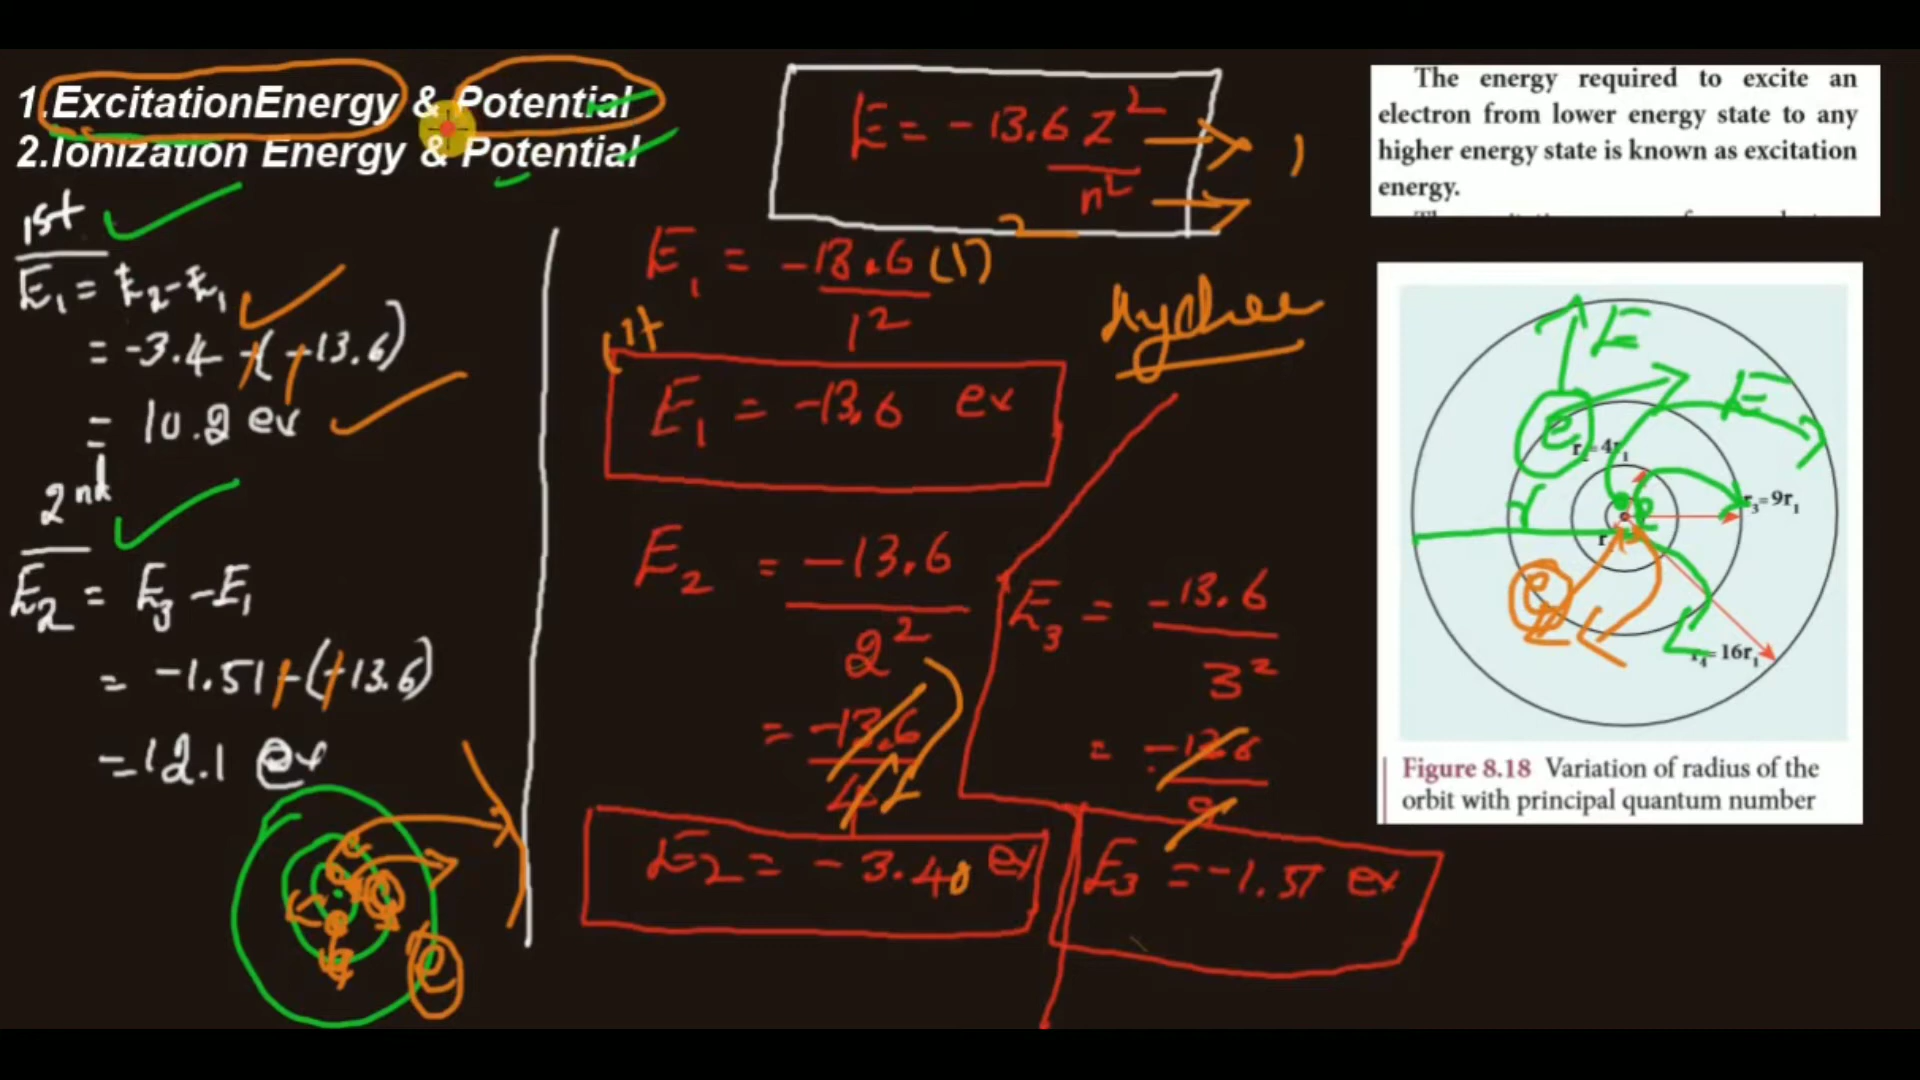 1.ExcitationEnergy & Potential
2.Ionization Energy & Potential
1st
E₁ = E₂-E₁
= -3.4 -(-13.6)
= 10.2 ev
2nd
E₂ = E₃ -E₁
= -1.51 -(-13.6)
=12.1 ev
E = -13.6 Z²
n²
E₁ = -13.6 (1)
1²
E₁ = -13.6 ev
E₂ = -13.6
2²
= -13.6
4
E₂ = -3.40 ev
E₃ = -13.6
3²
= -13.6
9
E₃ = -1.51 ev
The energy required to excite an
electron from lower energy state to any
higher energy state is known as excitation
energy.
E
E
e
r₃= 9r₁
r₄= 16r₁
Figure 8.18 Variation of radius of the
orbit with principal quantum number